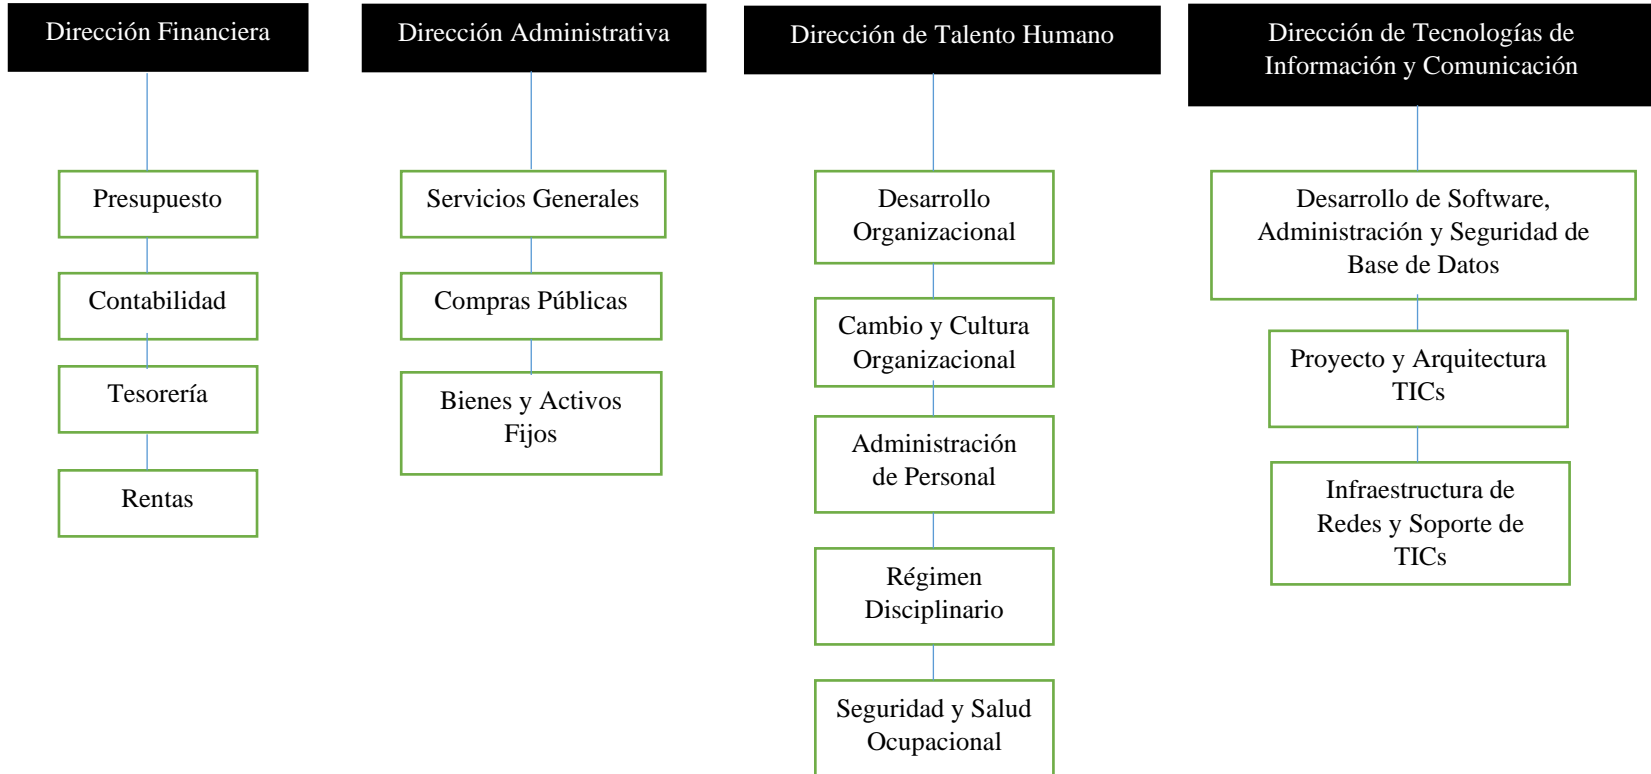 Dirección Financiera
Presupuesto
Contabilidad
Tesorería
Rentas
Dirección Administrativa
Servicios Generales
Compras Públicas
Bienes y Activos
Fijos
Dirección de Talento Humano
Desarrollo
Organizacional
Cambio y Cultura
Organizacional
Administración
de Personal
Régimen
Disciplinario
Seguridad y Salud
Ocupacional
Dirección de Tecnologías de
Información y Comunicación
Desarrollo de Software,
Administración y Seguridad de
Base de Datos
Proyecto y Arquitectura
TICs
Infraestructura de
Redes y Soporte de
TICs